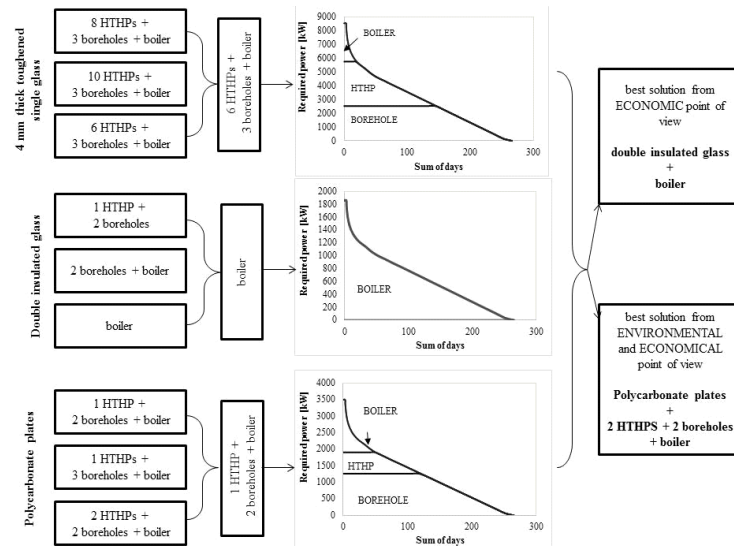 4 mm thick toughened
single glass
8 HTHPs +
3 boreholes + boiler
10 HTHPs +
3 boreholes + boiler
6 HTHPs +
3 boreholes + boiler
6 HTHPs +
3 boreholes + boiler
Required power [kW]
9000
8000
7000
6000
5000
4000
3000
2000
1000
0
BOILER
HTHP
BOREHOLE
0
100
200
300
Sum of days
Double insulated glass
1 HTHP +
2 boreholes
2 boreholes + boiler
boiler
boiler
Required power [kW]
2000
1800
1600
1400
1200
1000
800
600
400
200
0
BOILER
0
100
200
300
Sum of days
Polycarbonate plates
1 HTHP +
2 boreholes + boiler
1 HTHPs +
3 boreholes + boiler
2 HTHPs +
2 boreholes + boiler
1 HTHP +
2 boreholes + boiler
Required power [kW]
4000
3500
3000
2500
2000
1500
1000
500
0
BOILER
HTHP
BOREHOLE
0
100
200
300
Sum of days
best solution from
ECONOMIC point of
view
double insulated glass
+
boiler
best solution from
ENVIRONMENTAL
and ECONOMICAL
point of view
Polycarbonate plates
+
2 HTHPS + 2 boreholes
+ boiler